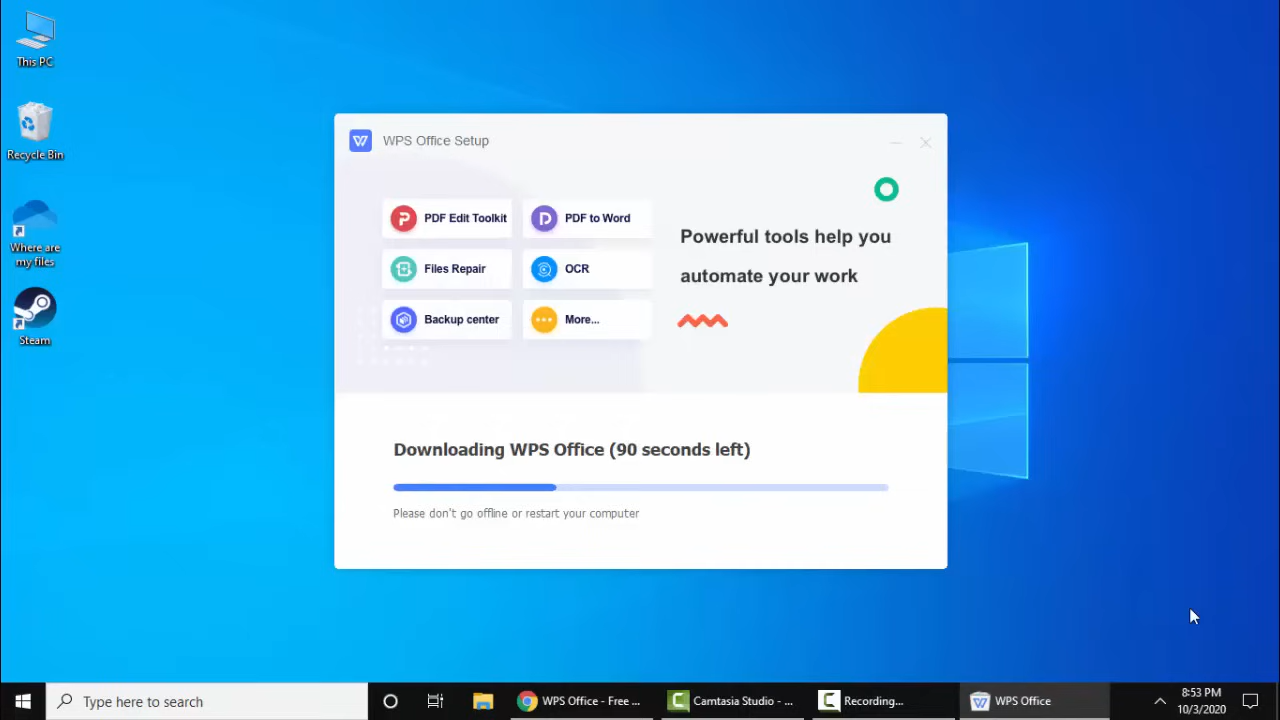 This PC
Recycle Bin
Where are
my files
Steam
WPS Office Setup
PDF Edit Toolkit
PDF to Word
Files Repair
OCR
Backup center
More...
Powerful tools help you
automate your work
Downloading WPS Office (90 seconds left)
Please don't go offline or restart your computer
Type here to search
WPS Office - Free ...
Camtasia Studio - ...
Recording...
WPS Office
8:53 PM
10/3/2020